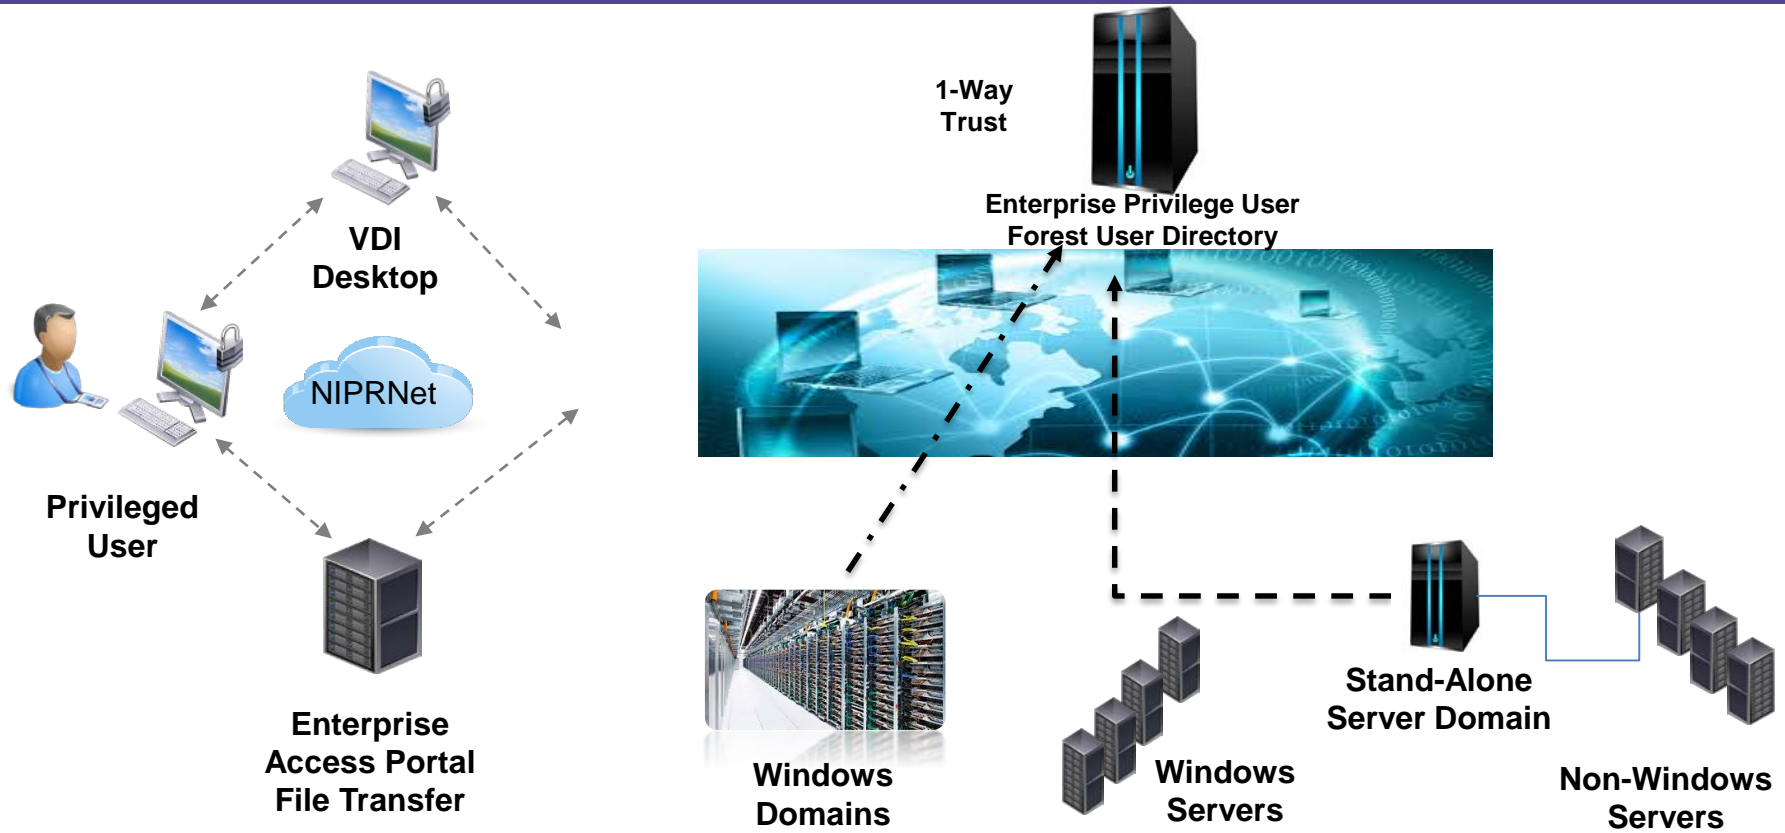 1-Way
Trust
Enterprise Privilege User
Forest User Directory
VDI
Desktop
NIPRNet
Privileged
User
Enterprise
Access Portal
File Transfer
Windows
Domains
Windows
Servers
Stand-Alone
Server Domain
Non-Windows
Servers